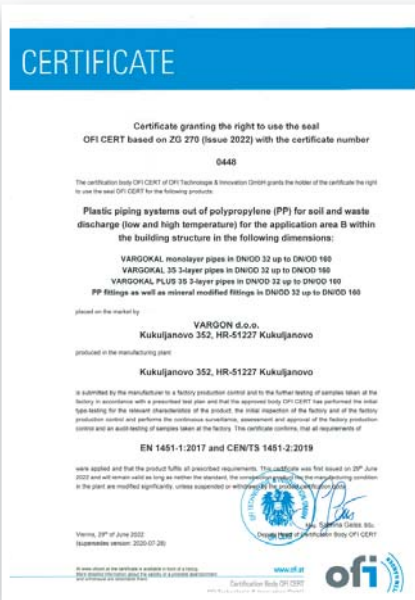 CERTIFICATE
Certificate granting the right to use the seal
OFI CERT based on ZG 270 (Issue 2022) with the certificate number
0448
The certification body OFI CERT of OFI Technologie & Innovation GmbH grants the holder of the certificate the right
to use the seal OFI CERT for the following products:
Plastic piping systems out of polypropylene (PP) for soil and waste
discharge (low and high temperature) for the application area B within
the building structure in the following dimensions:
VARGOKAL monolayer pipes in DN/OD 32 up to DN/OD 160
VARGOKAL 3S 3-layer pipes in DN/OD 32 up to DN/OD 160
VARGOKAL PLUS 3S 3-layer pipes in DN/OD 32 up to DN/OD 160
PP fittings as well as mineral modified fittings in DN/OD 32 up to DN/OD 160
placed on the market by
VARGON d.o.o.
Kukuljanovo 352, HR-51227 Kukuljanovo
produced in the manufacturing plant
Kukuljanovo 352, HR-51227 Kukuljanovo
is submitted by the manufacturer to a factory production control and to the further testing of samples taken at the
factory in accordance with a prescribed test plan and that the approved body OFI CERT has performed the initial
type-testing for the relevant characteristics of the product, the initial inspection of the factory and of the factory
production control and performs the continuous surveillance, assessment and approval of the factory production
control and an audit-testing of samples taken at the factory. This certificate confirms, that all requirements of
EN 1451-1:2017 and CEN/TS 1451-2:2019
were applied and that the product fulfils all prescribed requirements. This certificate was first issued on 29th June
2022 and will remain valid as long as neither the standard, the construction product nor the manufacturing condition
in the plant are modified significantly, unless suspended or withdrawn by the product certification body.
Sabrina Geiss
Vienna, 29th of June 2022
Deputy Head of Certification Body OFI CERT
(supersedes version: 2020-07-28)
www.ofi.at
Certification Body OFI CERT
ofi